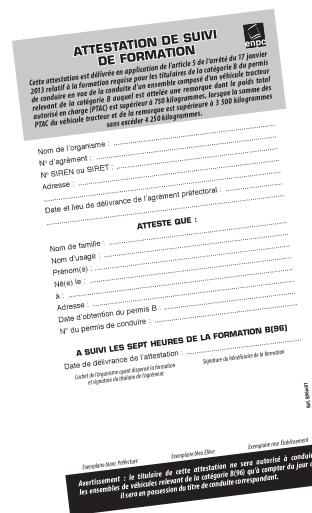 ATTESTATION DE SUIVI
DE FORMATION
enpc
Cette attestation est délivrée en application de l'article 5 de l'arrêté du 17 janvier
2013 relatif à la formation requise pour les titulaires de la catégorie B du permis
de conduire en vue de la conduite d'un ensemble composé d'un véhicule tracteur
relevant de la catégorie B auquel est attelée une remorque dont le poids total
autorisé en charge (PTAC) est supérieur à 750 kilogrammes, lorsque la somme des
PTAC du véhicule tracteur et de la remorque est supérieure à 3 500 kilogrammes
sans excéder 4 250 kilogrammes.
Nom de l'organisme :
N° d'agrément :
N° SIREN ou SIRET :
Adresse :
Date et lieu de délivrance de l'agrément préfectoral :
ATTESTE QUE :
Nom de famille :
Nom d'usage :
Prénom(s) :
Né(e) le :
à :
Adresse :
Date d'obtention du permis B :
N° du permis de conduire :
A SUIVI LES SEPT HEURES DE LA FORMATION B(96)
Date de délivrance de l'attestation :
Cachet de l'organisme ayant dispensé la formation
et signature du titulaire de l'agrément
Signature du bénéficiaire de la formation
Exemplaire blanc Préfecture
Exemplaire bleu Elève
Exemplaire rose Établissement
Avertissement : le titulaire de cette attestation ne sera autorisé à conduire
les ensembles de véhicules relevant de la catégorie B(96) qu'à compter du jour o
il sera en possession du titre de conduire correspondant.